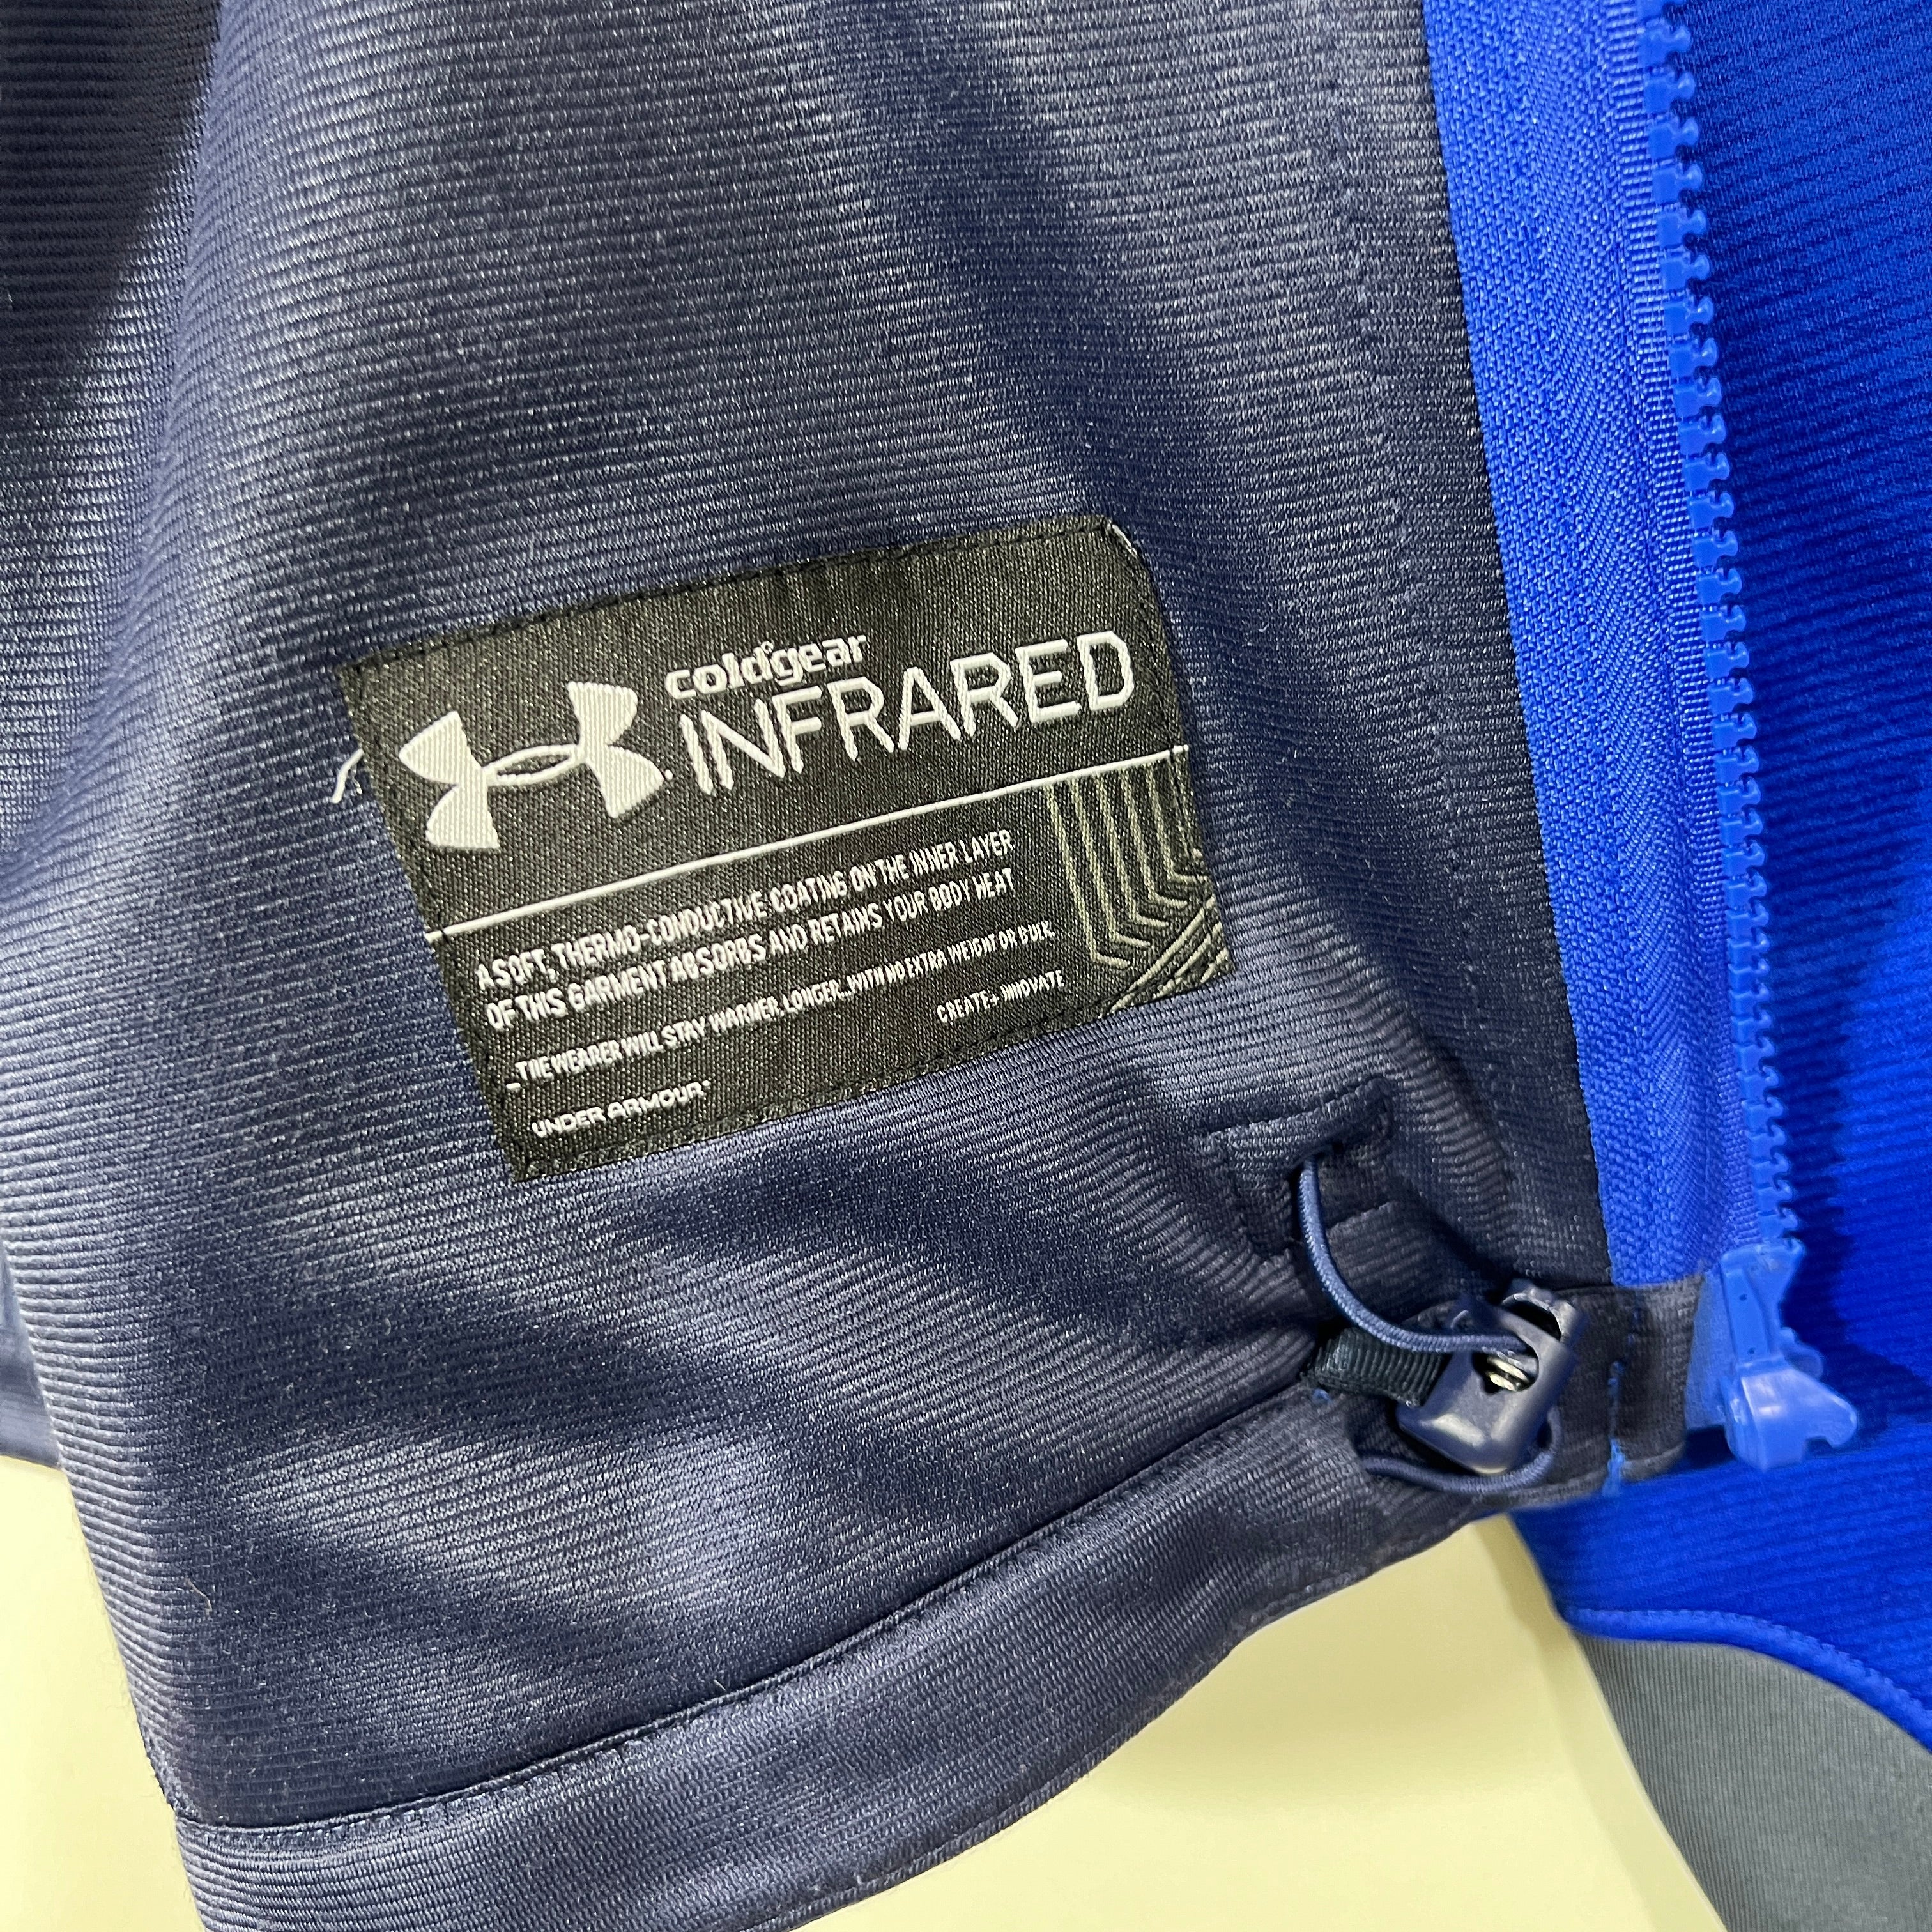 coldgear
INFRARED
A SOFT, THERMO-CONDUCTIVE COATING ON THE INNER LAYER
OF THIS GARMENT ABSORBS AND RETAINS YOUR BODY HEAT
_THE WEARER WILL STAY WARMER, LONGER...WITH NO EXTRA WEIGHT OR BULK
CREATE + INNOVATE
UNDER ARMOUR®